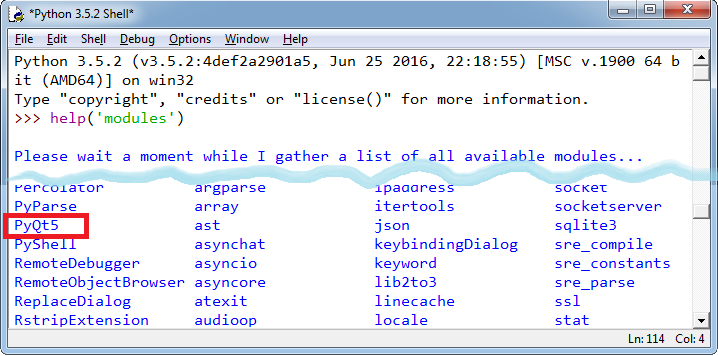 *Python 3.5.2 Shell*
File Edit Shell Debug Options Window Help
Python 3.5.2 (v3.5.2:4def2a2901a5, Jun 25 2016, 22:18:55) [MSC v.1900 64 b
it (AMD64)] on win32
Type "copyright", "credits" or "license()" for more information.
>>> help('modules')
Please wait a moment while I gather a list of all available modules...
Percolator argparse ipaddress socket
PyParse array itertools socketserver
PyQt5 ast json sqlite3
PyShell asynchat keybindingDialog sre_compile
RemoteDebugger asyncio keyword sre_constants
RemoteObjectBrowser asyncore lib2to3 sre_parse
ReplaceDialog atexit linecache ssl
RstripExtension audioop locale stat
Ln: 114 Col: 4